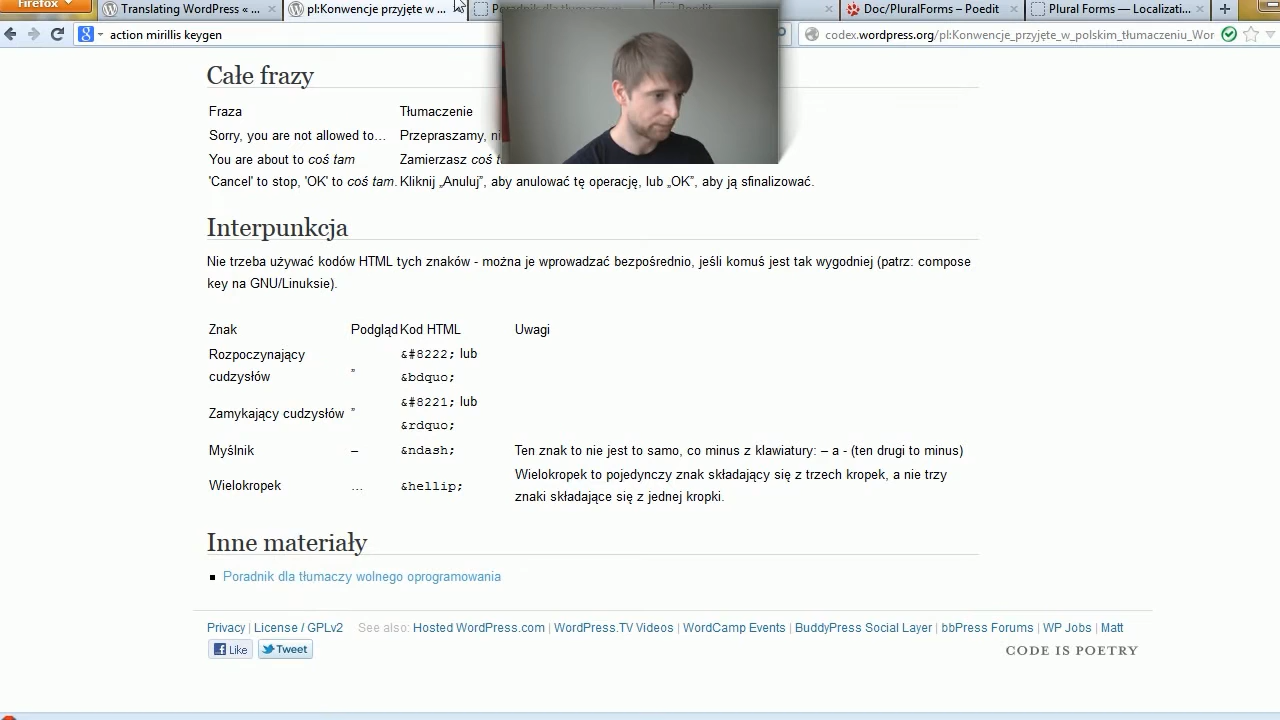 Firefox
Translating WordPress « ...
pl:Konwencje przyjęte w ...
Poradnik dla tłumaczy w
Poedit
Doc/PluralForms – Poedit
Plural Forms — Localizati...
action mirillis keygen
codex.wordpress.org/pl:Konwencje_przyjęte_w_polskim_tłumaczeniu_Wor
Całe frazy
Fraza Tłumaczenie
Sorry, you are not allowed to… Przepraszamy, ni
You are about to coś tam Zamierzasz coś t
'Cancel' to stop, 'OK' to coś tam. Kliknij „Anuluj”, aby anulować tę operację, lub „OK”, aby ją sfinalizować.
Interpunkcja
Nie trzeba używać kodów HTML tych znaków - można je wprowadzać bezpośrednio, jeśli komuś jest tak wygodniej (patrz: compose
key na GNU/Linuksie).
Znak Podgląd Kod HTML Uwagi
Rozpoczynający
cudzysłów
”
&#8222; lub
&bdquo;
Zamykający cudzysłów ”
&#8221; lub
&rdquo;
Myślnik – &ndash; Ten znak to nie jest to samo, co minus z klawiatury: – a - (ten drugi to minus)
Wielokropek … &hellip;
Wielokropek to pojedynczy znak składający się z trzech kropek, a nie trzy
znaki składające się z jednej kropki.
Inne materiały
Poradnik dla tłumaczy wolnego oprogramowania
Privacy | License / GPLv2 See also: Hosted WordPress.com | WordPress.TV Videos | WordCamp Events | BuddyPress Social Layer | bbPress Forums | WP Jobs | Matt
Like Tweet
CODE IS POETRY